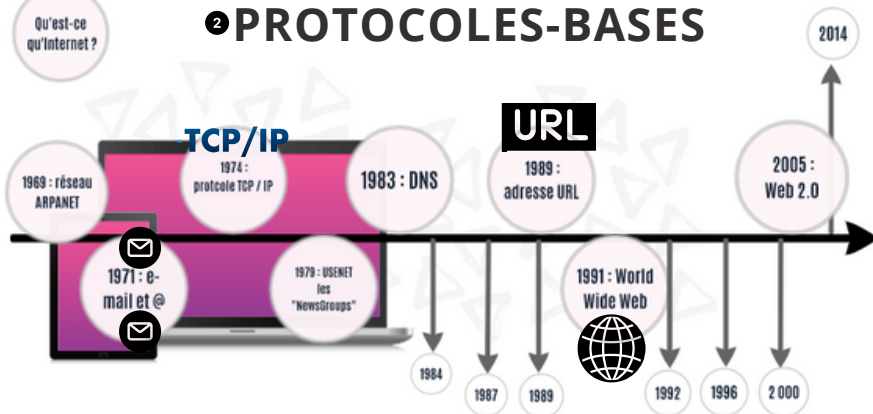 Qu'est-ce
qu'Internet ?
2
PROTOCOLES-BASES
2014
TCP/IP
URL
1969 : réseau
ARPANET
1974 :
protcole TCP / IP
1983 : DNS
1989 :
adresse URL
2005 :
Web 2.0
1971 : e-
mail et @
1979 : USENET
les
"NewsGroups"
1991 : World
Wide Web
1984
1987
1989
1992
1996
2 000